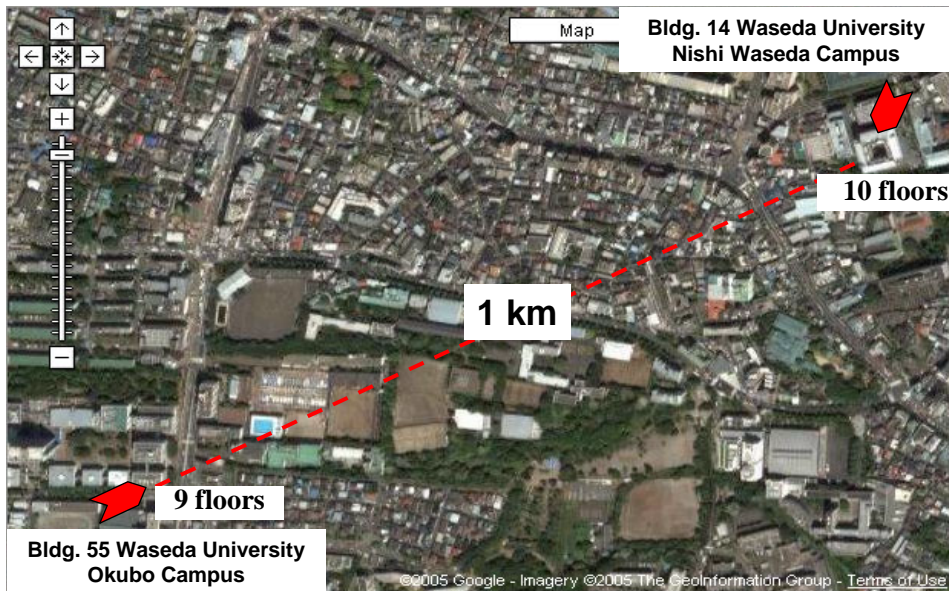 Map
Bldg. 14 Waseda University
Nishi Waseda Campus
10 floors
1 km
9 floors
Bldg. 55 Waseda University
Okubo Campus
©2005 Google - Imagery ©2005 The GeoInformation Group - Terms of Use